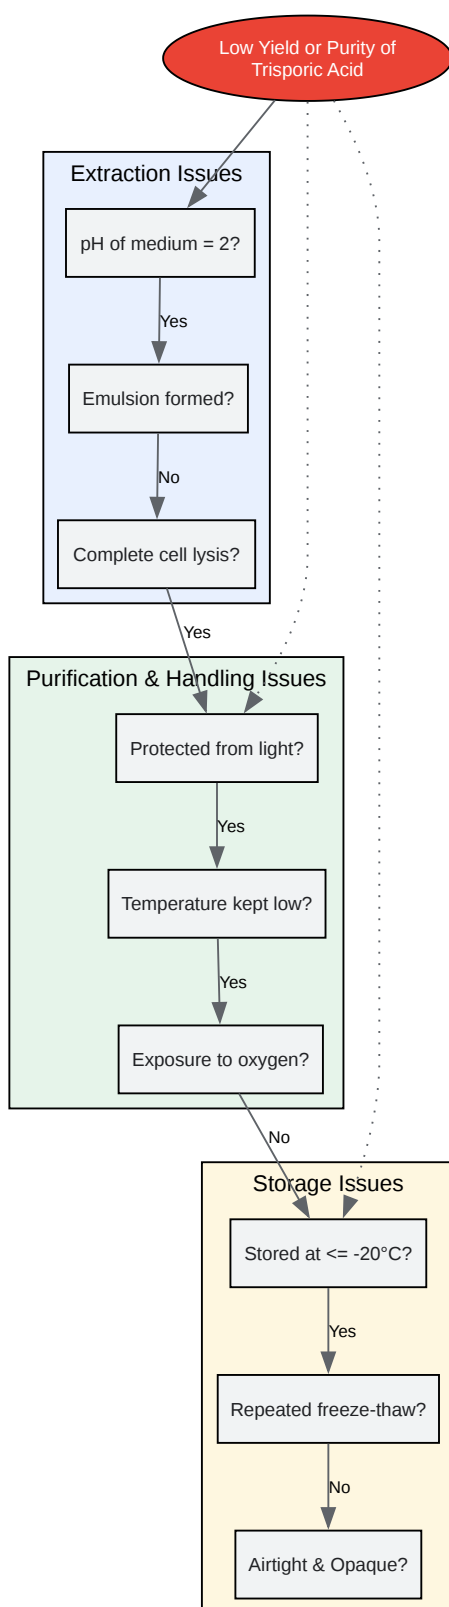 Low Yield or Purity of
Trisporic Acid
Extraction Issues
pH of medium = 2?
Yes
Emulsion formed?
No
Complete cell lysis?
Yes
Purification & Handling Issues
Protected from light?
Yes
Temperature kept low?
Yes
Exposure to oxygen?
No
Storage Issues
Stored at <= -20°C?
Yes
Repeated freeze-thaw?
No
Airtight & Opaque?